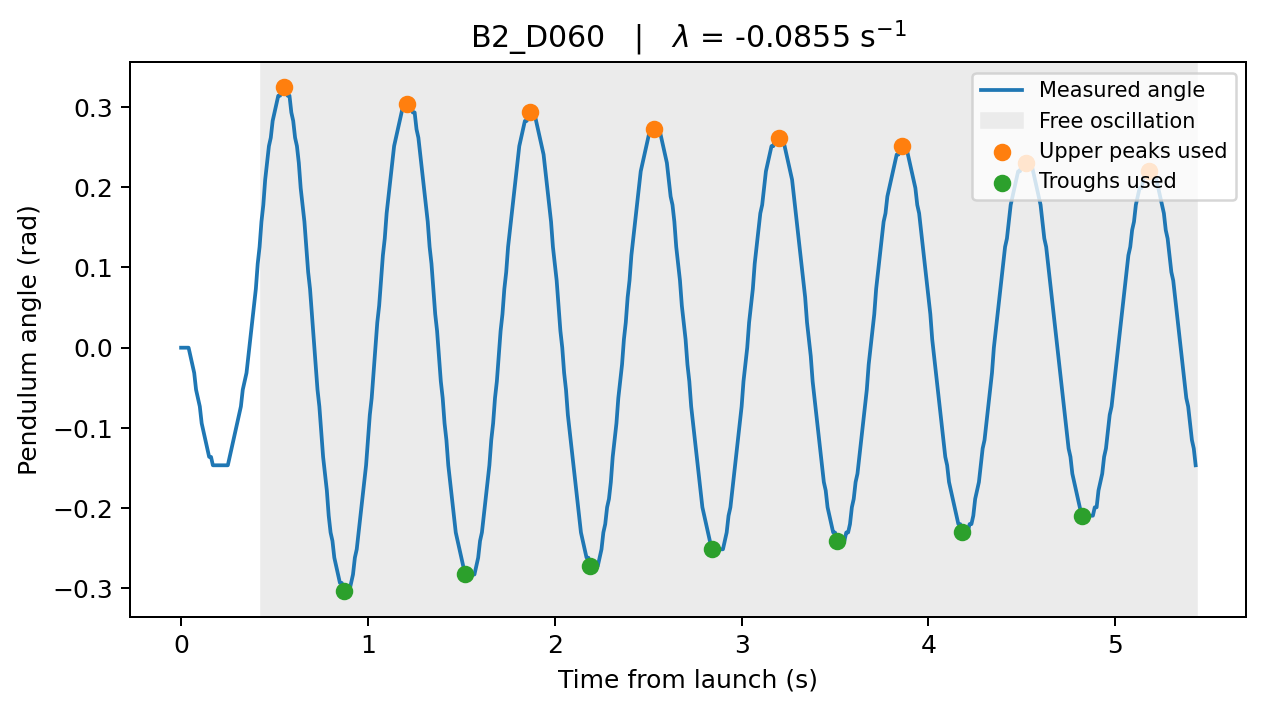 B2_D060 | λ = -0.0855 s⁻¹
Measured angle
Free oscillation
Upper peaks used
Troughs used
Pendulum angle (rad)
0.3
0.2
0.1
0.0
−0.1
−0.2
−0.3
0 1 2 3 4 5
Time from launch (s)